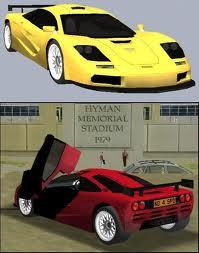 HYMAN
MEMORIAL
STADIUM
1979